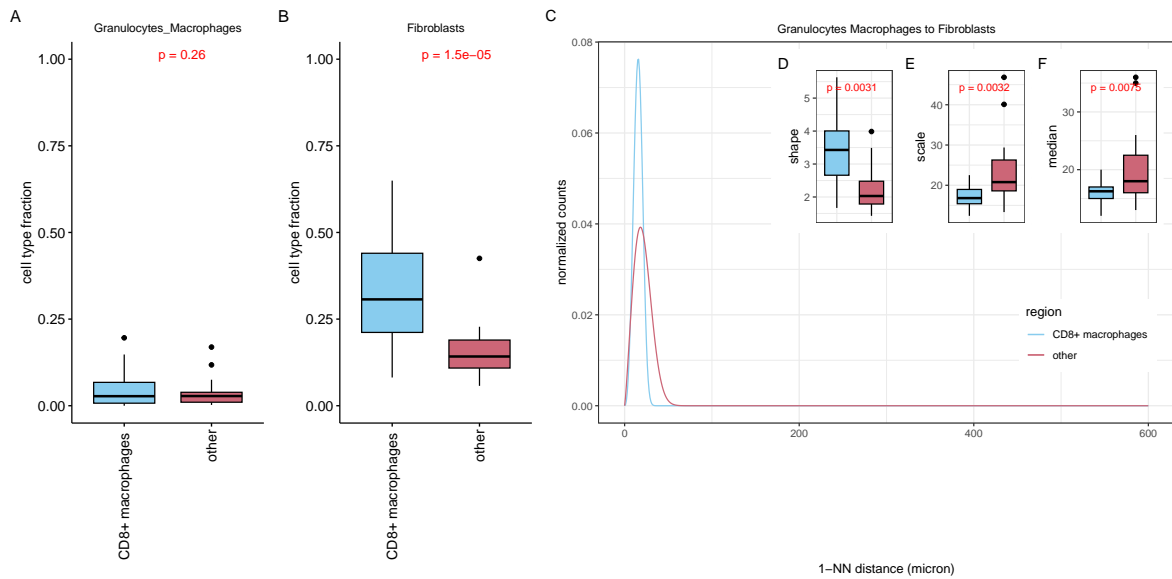 A
Granulocytes_Macrophages
p = 0.26
cell type fraction
1.00
0.75
0.50
0.25
0.00
CD8+ macrophages
other
B
Fibroblasts
p = 1.5e−05
cell type fraction
1.00
0.75
0.50
0.25
0.00
CD8+ macrophages
other
C
Granulocytes Macrophages to Fibroblasts
normalized counts
0.08
0.06
0.04
0.02
0.00
0
200
400
600
1−NN distance (micron)
D
p = 0.0031
shape
5
4
3
2
E
p = 0.0032
scale
40
30
20
F
p = 0.0075
median
30
20
region
CD8+ macrophages
other